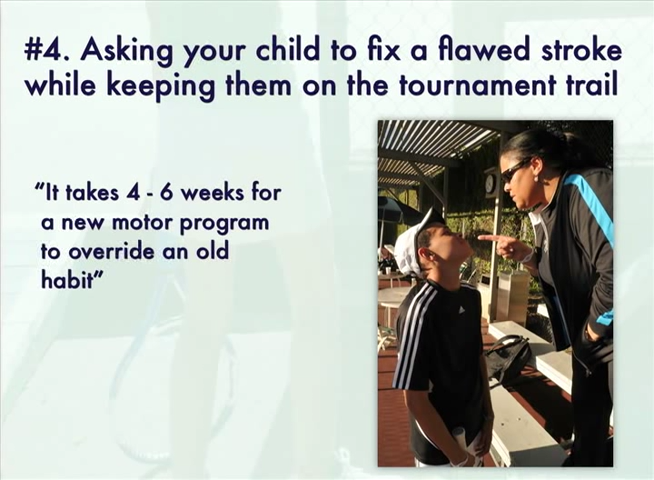 #4. Asking your child to fix a flawed stroke
while keeping them on the tournament trail
“It takes 4 - 6 weeks for
a new motor program
to override an old
habit”